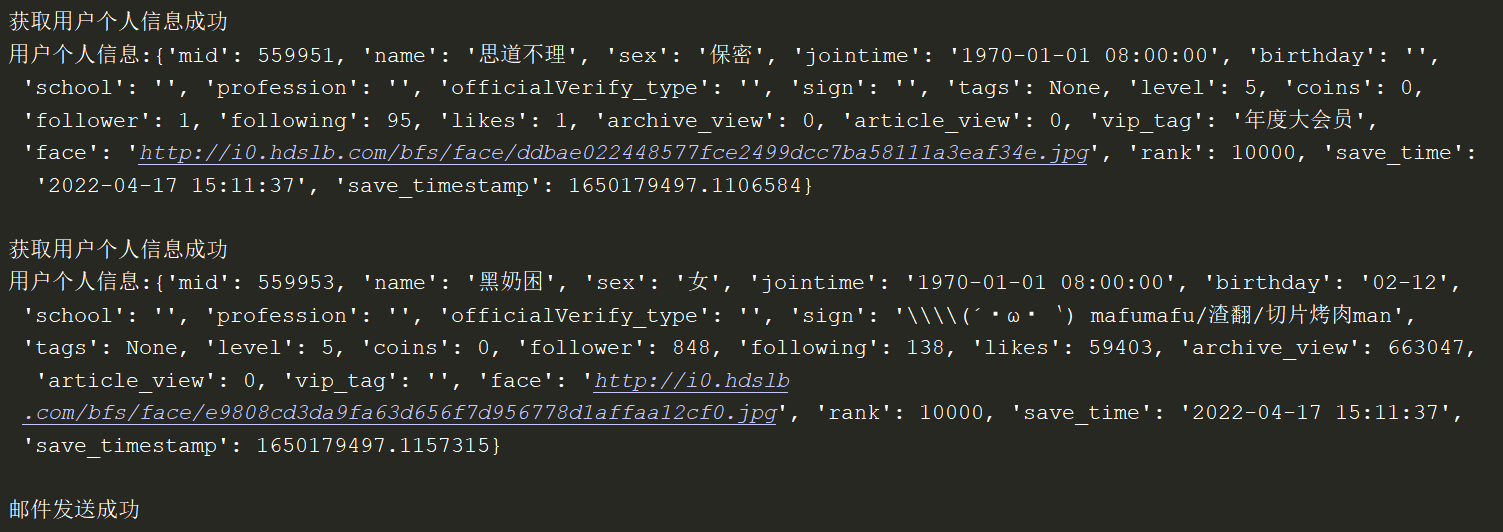 获取用户个人信息成功
用户个人信息:{'mid': 559951, 'name': '思道不理', 'sex': '保密', 'jointime': '1970-01-01 08:00:00', 'birthday': '',
'school': '', 'profession': '', 'officialVerify_type': '', 'sign': '', 'tags': None, 'level': 5, 'coins': 0,
'follower': 1, 'following': 95, 'likes': 1, 'archive_view': 0, 'article_view': 0, 'vip_tag': '年度大会员',
'face': 'http://i0.hdslb.com/bfs/face/ddbae022448577fce2499dcc7ba58111a3eaf34e.jpg', 'rank': 10000, 'save_time':
'2022-04-17 15:11:37', 'save_timestamp': 1650179497.1106584}
获取用户个人信息成功
用户个人信息:{'mid': 559953, 'name': '黑奶困', 'sex': '女', 'jointime': '1970-01-01 08:00:00', 'birthday': '02-12',
'school': '', 'profession': '', 'officialVerify_type': '', 'sign': '\\\\(´・ω・｀) mafumafu/渣翻/切片烤肉man',
'tags': None, 'level': 5, 'coins': 0, 'follower': 848, 'following': 138, 'likes': 59403, 'archive_view': 663047,
'article_view': 0, 'vip_tag': '', 'face': 'http://i0.hdslb
.com/bfs/face/e9808cd3da9fa63d656f7d956778d1affaa12cf0.jpg', 'rank': 10000, 'save_time': '2022-04-17 15:11:37',
'save_timestamp': 1650179497.1157315}
邮件发送成功